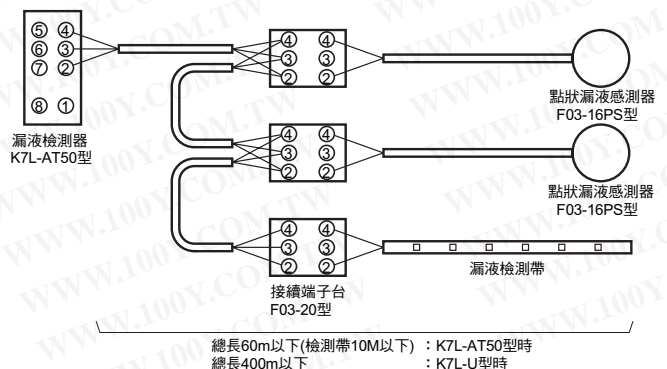 ⑤ ④
⑥ ③
⑦ ②
⑧ ①
漏液檢測器
K7L-AT50型
④ ④
③ ③
② ②
點狀漏液感測器
F03-16PS型
④ ④
③ ③
② ②
點狀漏液感測器
F03-16PS型
④ ④
③ ③
② ②
漏液檢測帶
接續端子台
F03-20型
總長60m以下(檢測帶10M以下) ：K7L-AT50型時
總長400m以下 ：K7L-U型時
WWW.100Y.COM.TW